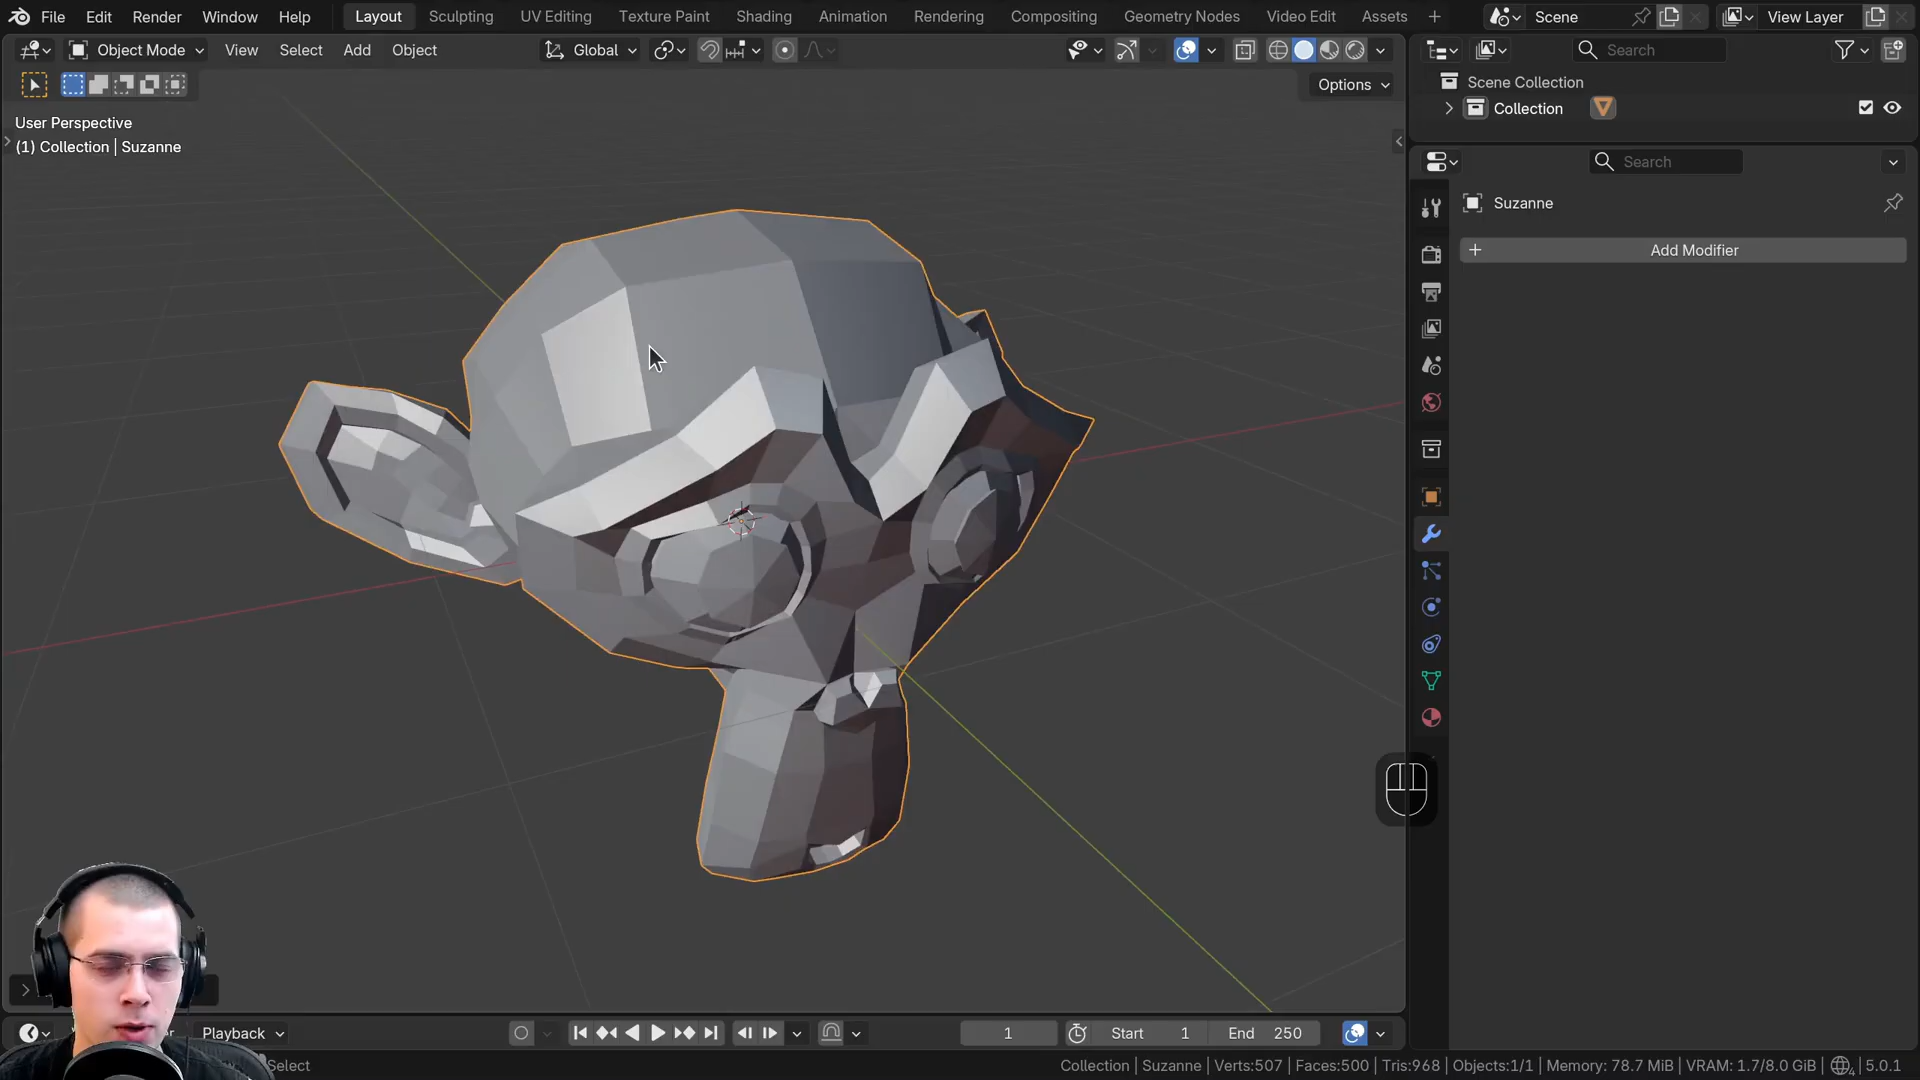 File Edit Render Window Help Layout Sculpting UV Editing Texture Paint Shading Animation Rendering Compositing Geometry Nodes Video Edit Assets + Scene View Layer
Object Mode View Select Add Object Global Search
Options
Scene Collection
Collection
User Perspective
(1) Collection | Suzanne
Search
Suzanne
+ Add Modifier
Playback 1 Start 1 End 250
Select Collection | Suzanne | Verts:507 | Faces:500 | Tris:968 | Objects:1/1 | Memory: 78.7 MiB | VRAM: 1.7/8.0 GiB | 5.0.1